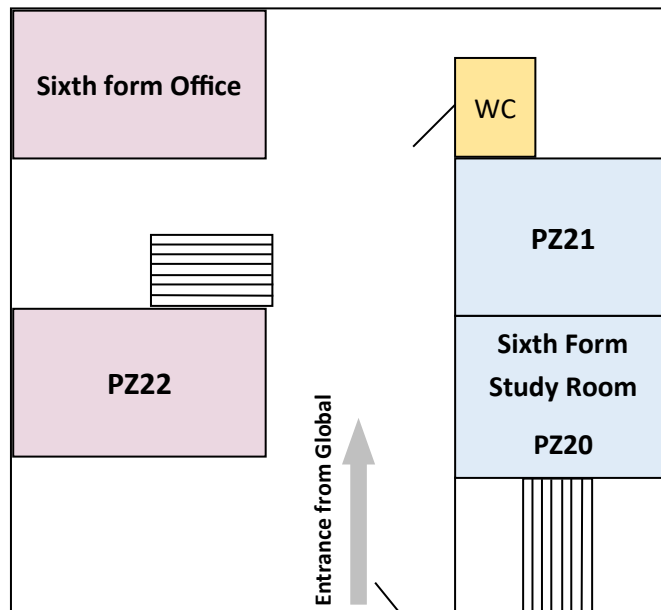 Sixth form Office
WC
PZ21
Sixth Form
Study Room
PZ20
PZ22
Entrance from Global